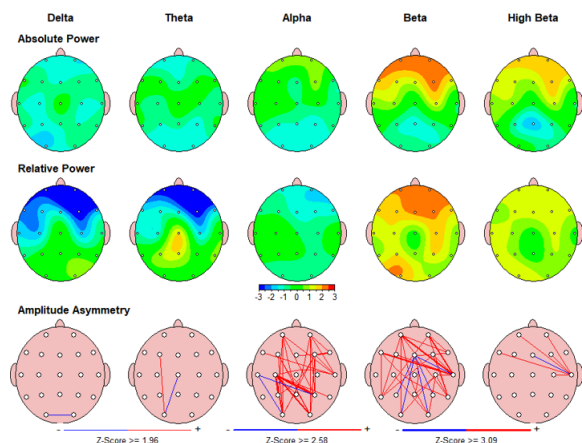 Delta Theta Alpha Beta High Beta
Absolute Power
Relative Power
-3 -2 -1 0 1 2 3
Amplitude Asymmetry
- + - + - +
Z-Score >= 1.96 Z-Score >= 2.58 Z-Score >= 3.09